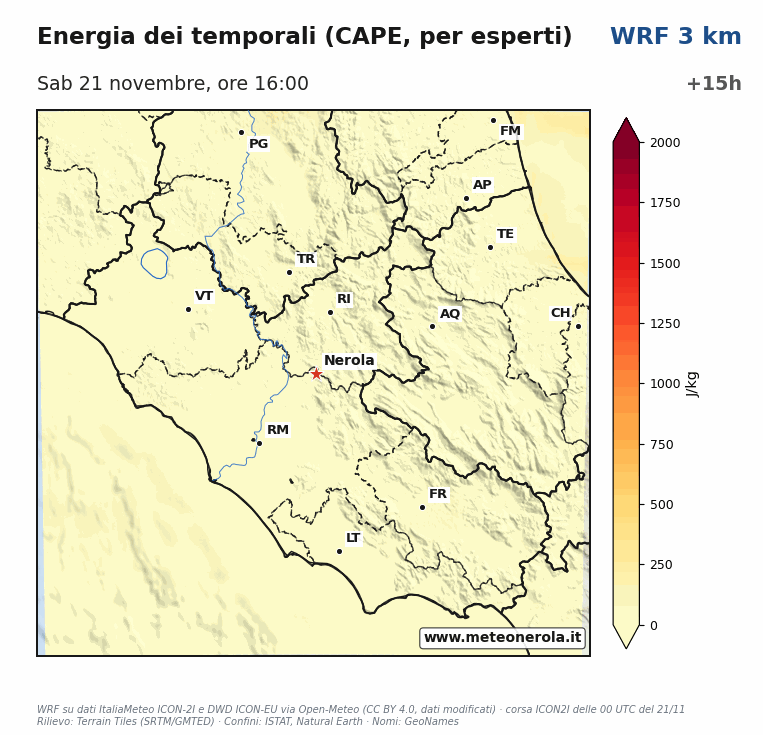 Energia dei temporali (CAPE, per esperti) WRF 3 km
Sab 21 novembre, ore 16:00 +15h
FM
PG
AP
TE
TR
VT
RI
AQ
CH
Nerola
RM
FR
LT
www.meteonerola.it
2000
1750
1500
1250
1000
750
500
250
0
J/kg
WRF su dati ItaliaMeteo ICON-2I e DWD ICON-EU via Open-Meteo (CC BY 4.0, dati modificati) · corsa ICON2I delle 00 UTC del 21/11
Rilievo: Terrain Tiles (SRTM/GMTED) · Confini: ISTAT, Natural Earth · Nomi: GeoNames